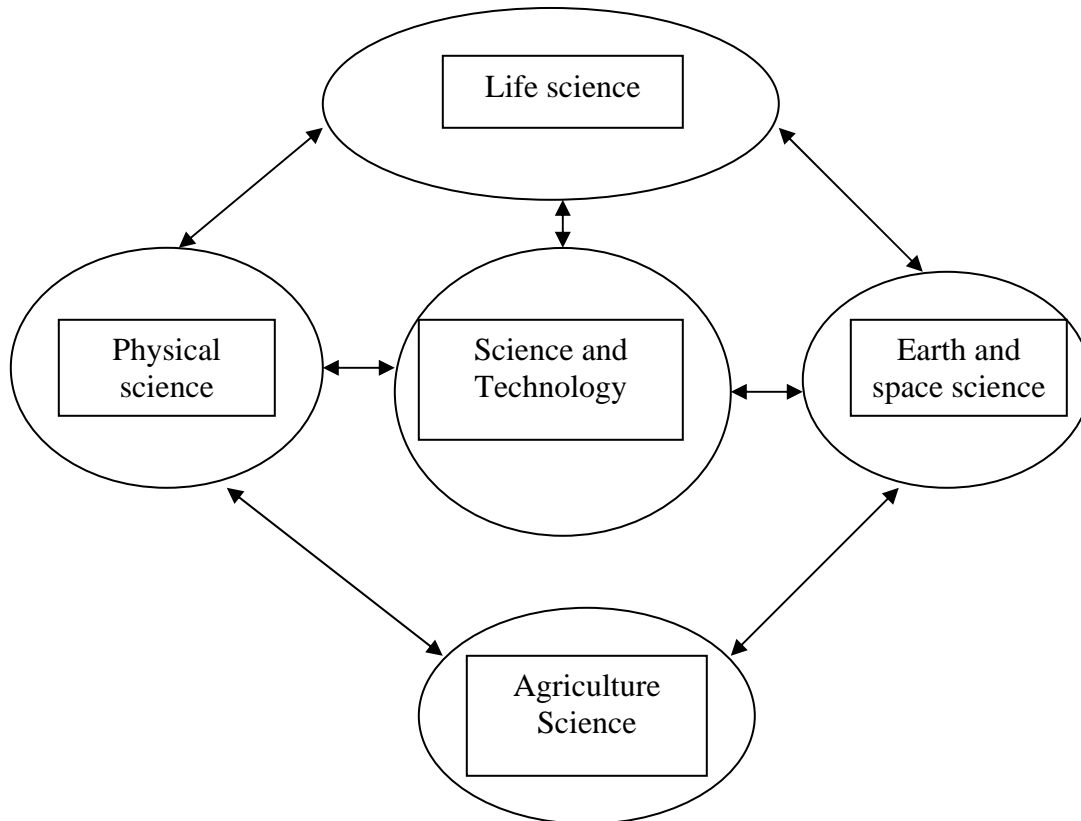 Life science
Physical
science
Science and
Technology
Earth and
space science
Agriculture
Science